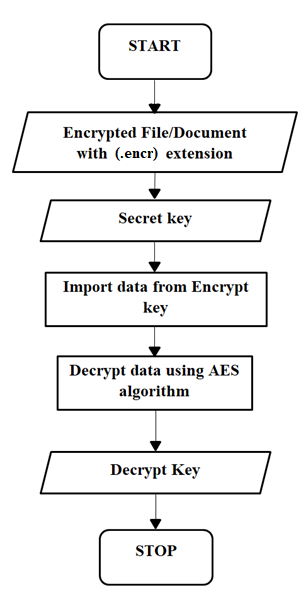 START
Encrypted File/Document
with (.encr) extension
Secret key
Import data from Encrypt
key
Decrypt data using AES
algorithm
Decrypt Key
STOP